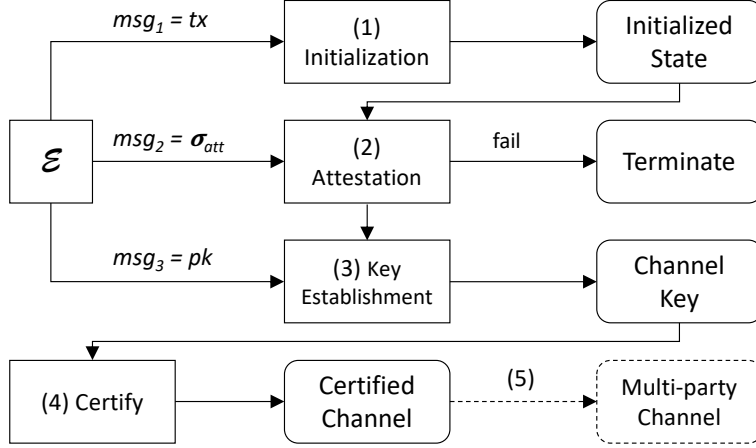 msg₁ = tx
(1)
Initialization
Initialized
State
ℰ
msg₂ = σ_att
(2)
Attestation
fail
Terminate
msg₃ = pk
(3) Key
Establishment
Channel
Key
(4) Certify
Certified
Channel
(5)
Multi-party
Channel